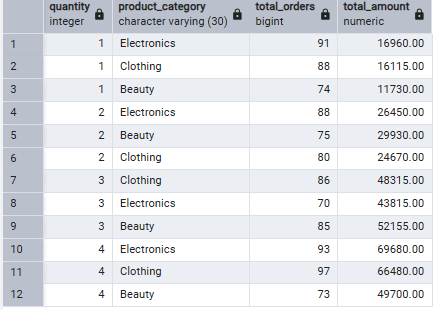 quantity product_category total_orders total_amount
integer character varying (30) bigint numeric
1 1 Electronics 91 16960.00
2 1 Clothing 88 16115.00
3 1 Beauty 74 11730.00
4 2 Electronics 88 26450.00
5 2 Beauty 75 29930.00
6 2 Clothing 80 24670.00
7 3 Clothing 86 48315.00
8 3 Electronics 70 43815.00
9 3 Beauty 85 52155.00
10 4 Electronics 93 69680.00
11 4 Clothing 97 66480.00
12 4 Beauty 73 49700.00